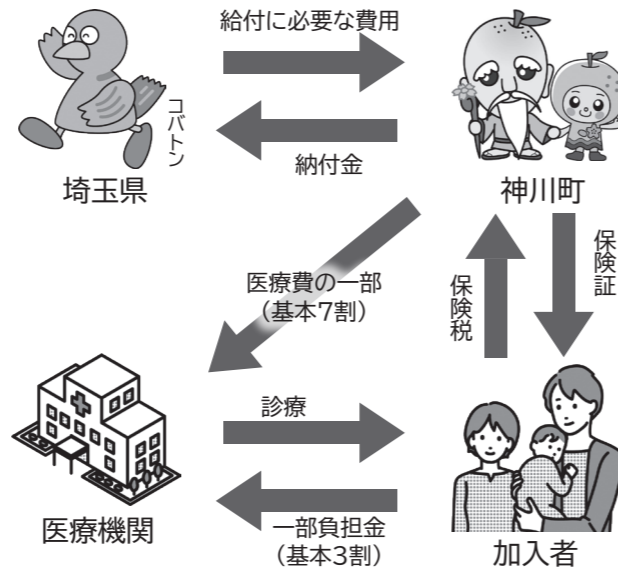 給付に必要な費用
コバトン
納付金
埼玉県
神川町
医療費の一部
（基本7割）
保険税
保険証
診療
一部負担金
（基本3割）
医療機関
加入者